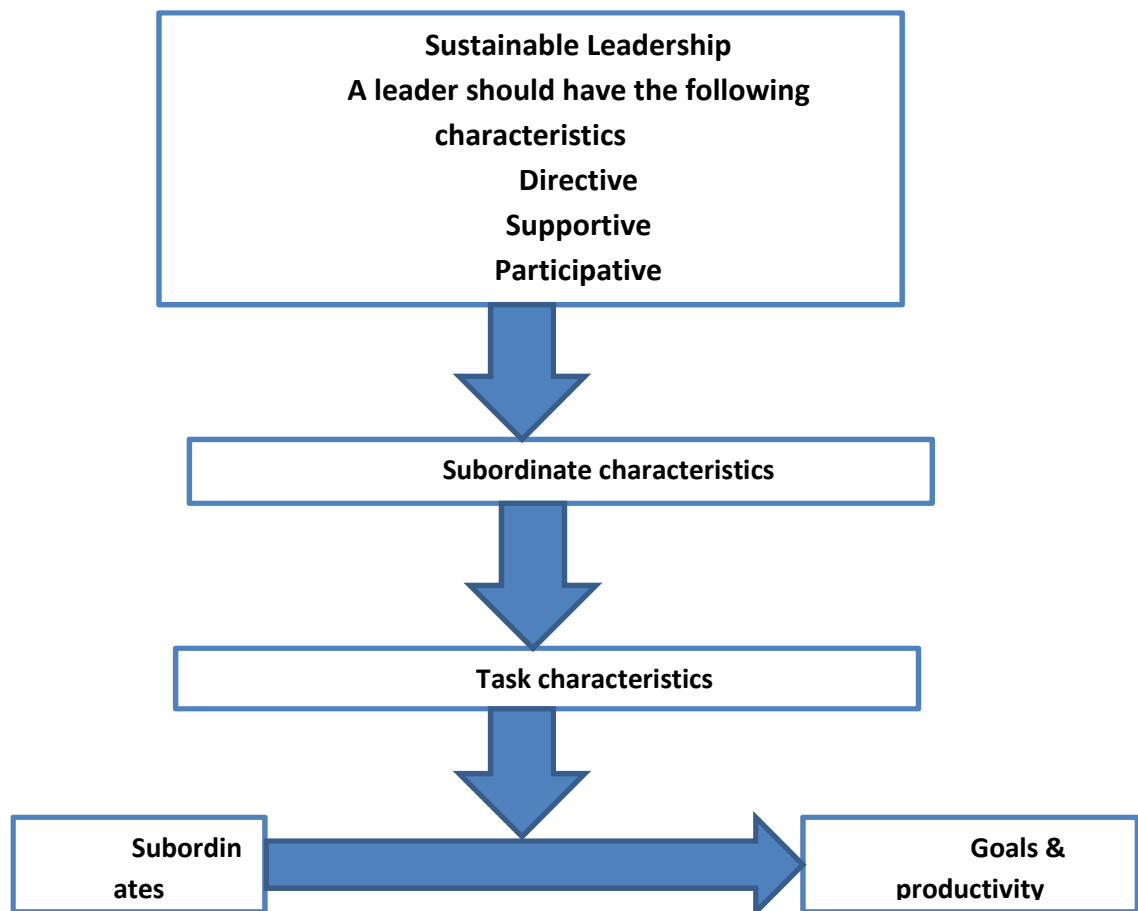 Sustainable Leadership
A leader should have the following
characteristics
Directive
Supportive
Participative
Subordinate characteristics
Task characteristics
Subordin
ates
Goals &
productivity